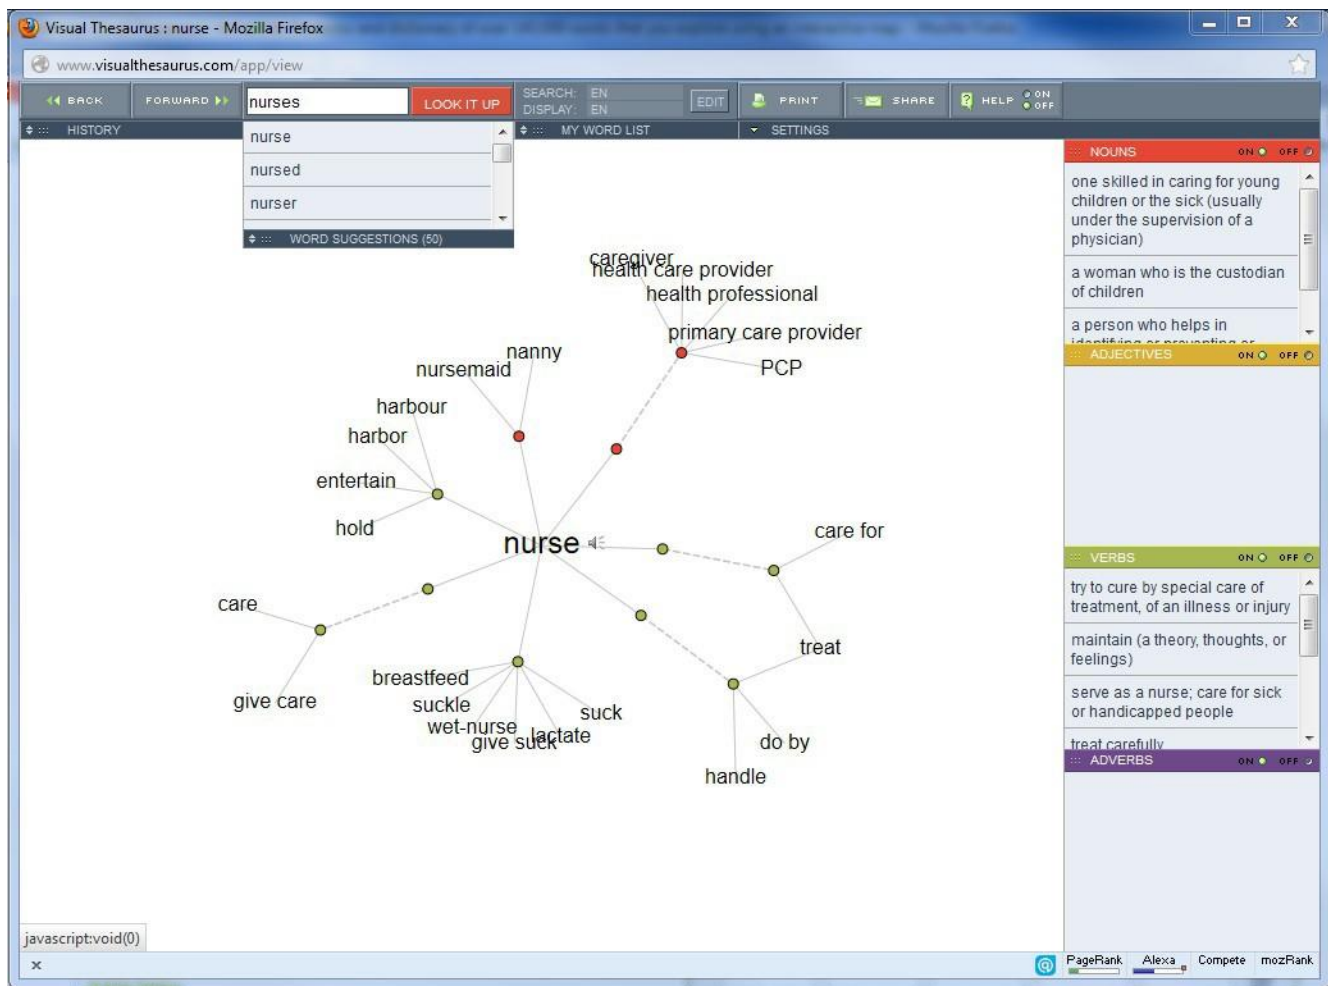 Visual Thesaurus : nurse - Mozilla Firefox
www.visualthesaurus.com/app/view
BACK
FORWARD
nurses
LOOK IT UP
SEARCH: EN
DISPLAY: EN
EDIT
PRINT
SHARE
HELP
ON
OFF
HISTORY
MY WORD LIST
SETTINGS
nurse
nursed
nurser
WORD SUGGESTIONS (50)
caregiver
health care provider
health professional
primary care provider
PCP
nanny
nursemaid
harbour
harbor
entertain
hold
nurse
care for
care
treat
give care
breastfeed
suckle
wet-nurse
give suck
lactate
suck
do by
handle
NOUNS ON OFF
one skilled in caring for young
children or the sick (usually
under the supervision of a
physician)
a woman who is the custodian
of children
a person who helps in
identifying or preventing or
ADJECTIVES ON OFF
VERBS ON OFF
try to cure by special care of
treatment, of an illness or injury
maintain (a theory, thoughts, or
feelings)
serve as a nurse; care for sick
or handicapped people
treat carefully
ADVERBS ON OFF
javascript:void(0)
x
PageRank Alexa Compete mozRank